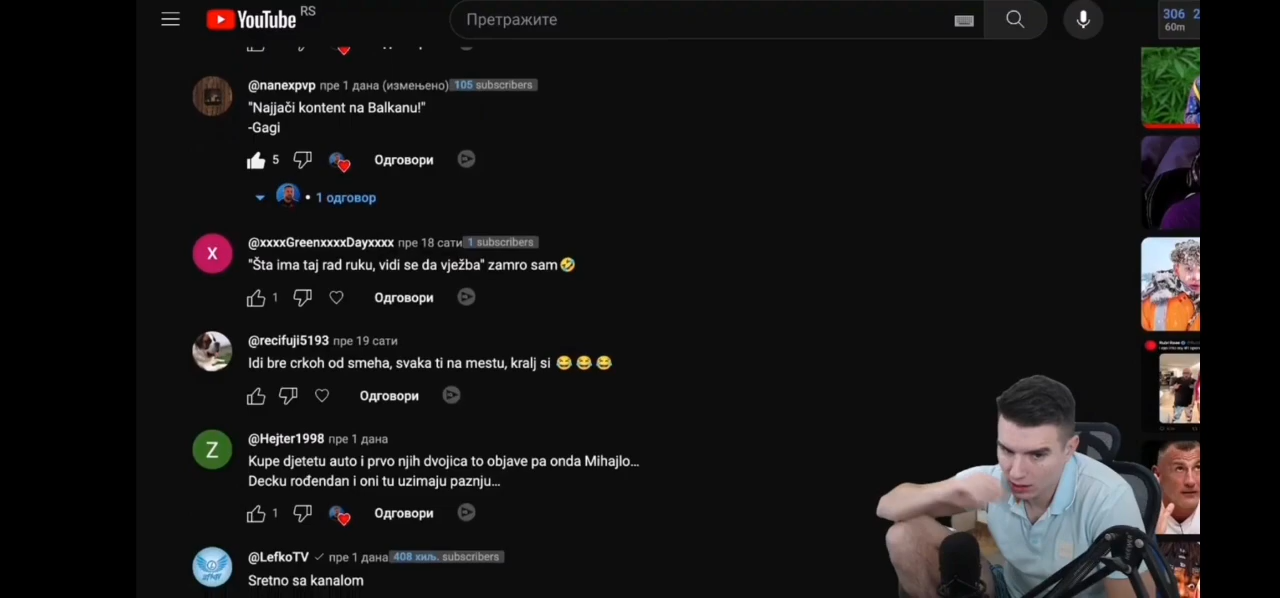 YouTube RS
Претражите
306 2
60m
@nanexpvp пре 1 дана (измењено) 105 subscribers
"Najjači kontent na Balkanu!"
-Gagi
5 Одговори
• 1 одговор
X
@xxxxGreenxxxxDayxxxx пре 18 сати 1 subscribers
"Šta ima taj rad ruku, vidi se da vježba" zamro sam🤣
1 Одговори
@recifuji5193 пре 19 сати
Idi bre crkoh od smeha, svaka ti na mestu, kralj si 😂 😂 😂
Одговори
Z
@Hejter1998 пре 1 дана
Kupe djetetu auto i prvo njih dvojica to objave pa onda Mihajlo...
Decku rođendan i oni tu uzimaju paznju...
1 Одговори
@LefkoTV пре 1 дана 408 хиљ. subscribers
Sretno sa kanalom